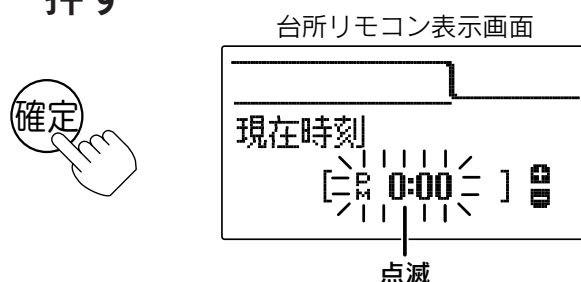 押す
台所リモコン表示画面
確定
現在時刻
[PM 0:00]
点滅